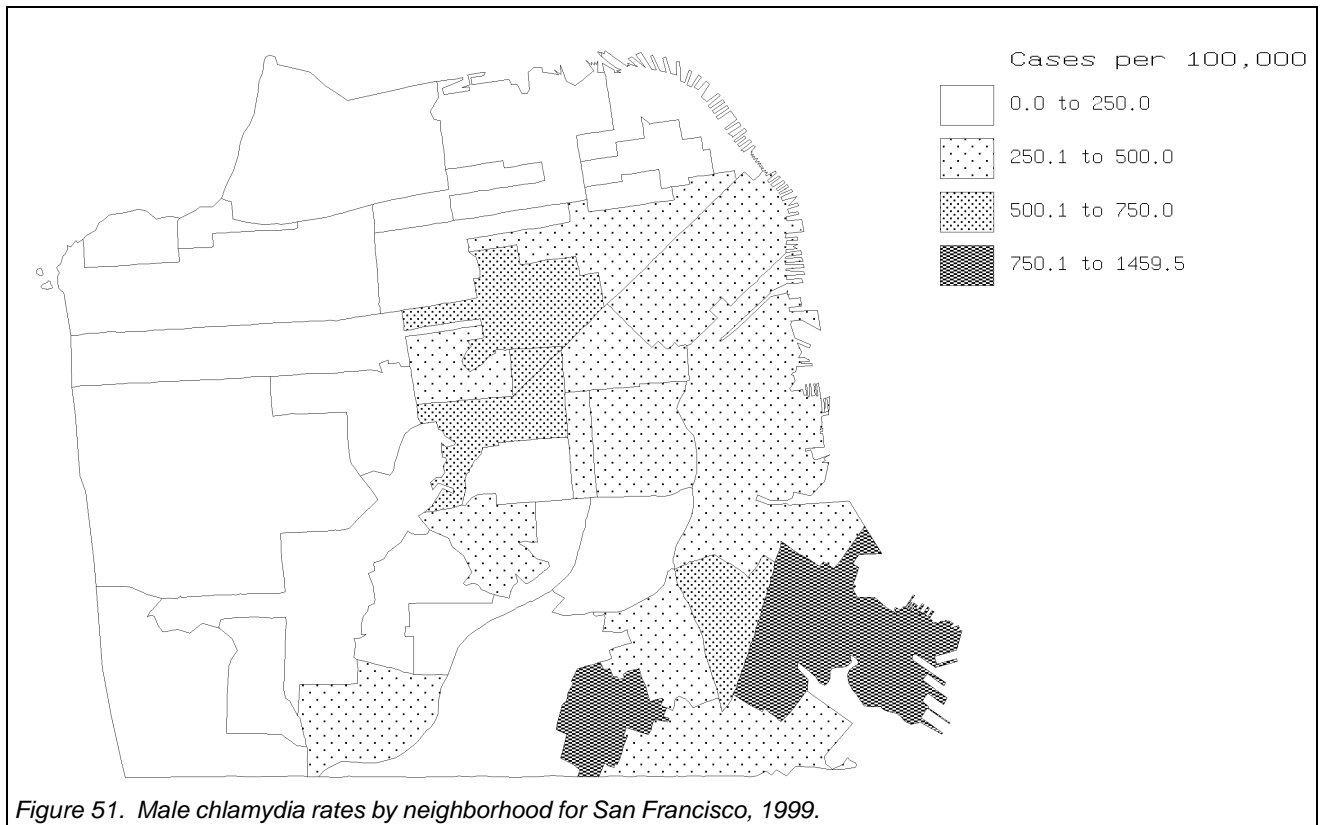 Cases per 100,000
0.0 to 250.0
250.1 to 500.0
500.1 to 750.0
750.1 to 1459.5
Figure 51. Male chlamydia rates by neighborhood for San Francisco, 1999.